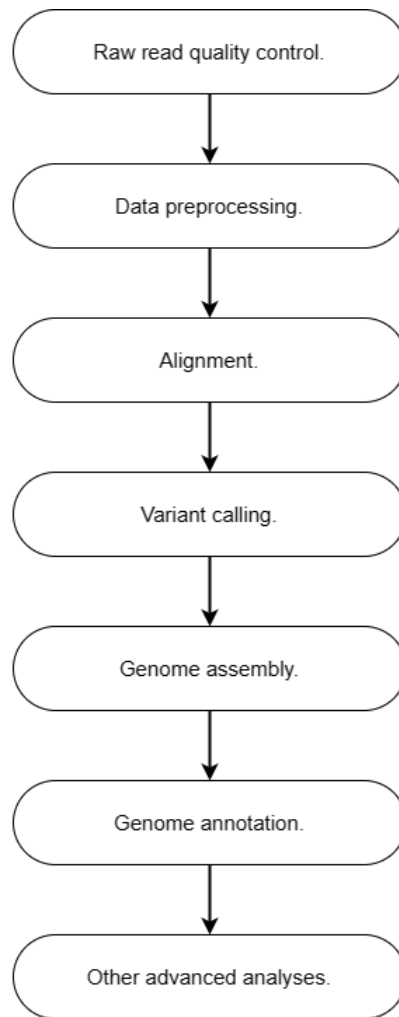 Raw read quality control.
Data preprocessing.
Alignment.
Variant calling.
Genome assembly.
Genome annotation.
Other advanced analyses.